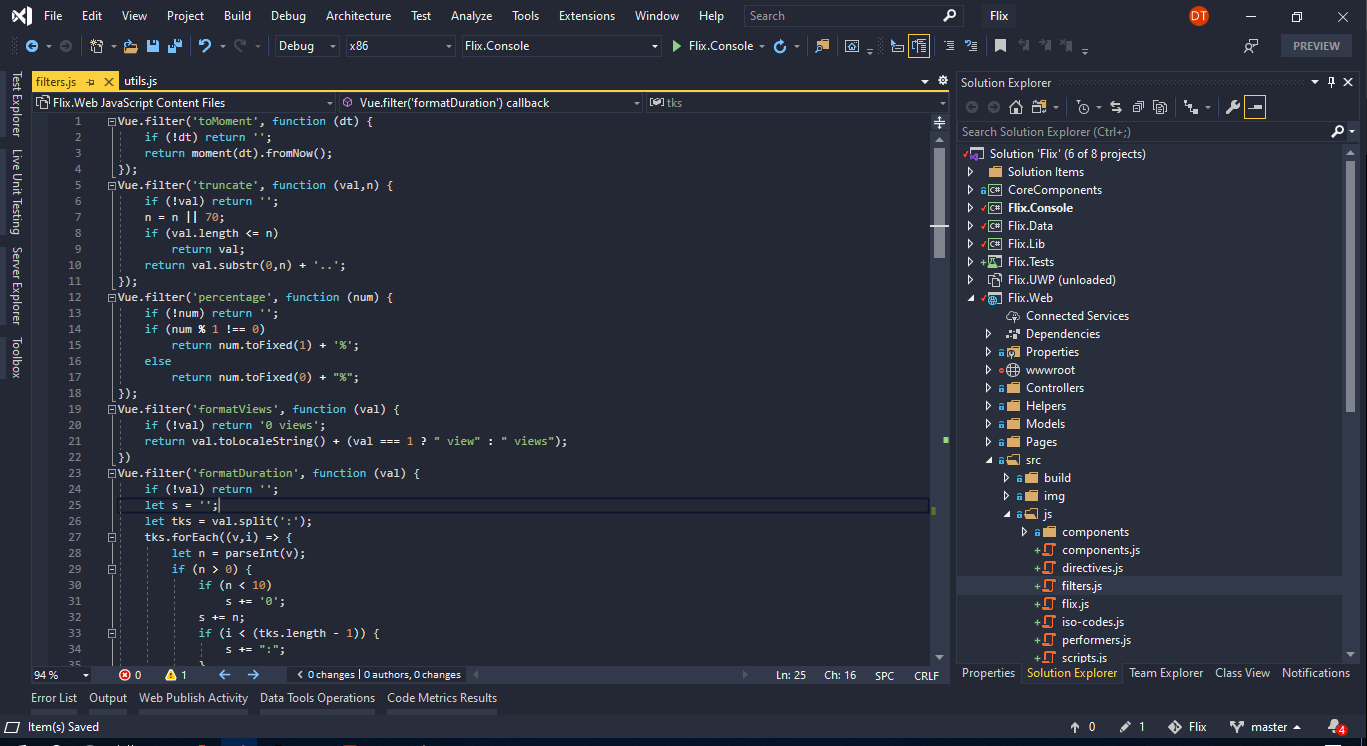 File Edit View Project Build Debug Architecture Test Analyze Tools Extensions Window Help Search Flix DT
Debug x86 Flix.Console Flix.Console PREVIEW
Test Explorer
Live Unit Testing
Server Explorer
Toolbox
filters.js utils.js
Flix.Web JavaScript Content Files Vue.filter('formatDuration') callback tks
1 Vue.filter('toMoment', function (dt) {
2 if (!dt) return '';
3 return moment(dt).fromNow();
4 });
5 Vue.filter('truncate', function (val,n) {
6 if (!val) return '';
7 n = n || 70;
8 if (val.length <= n)
9 return val;
10 return val.substr(0,n) + '..';
11 });
12 Vue.filter('percentage', function (num) {
13 if (!num) return '';
14 if (num % 1 !== 0)
15 return num.toFixed(1) + '%';
16 else
17 return num.toFixed(0) + "%";
18 });
19 Vue.filter('formatViews', function (val) {
20 if (!val) return '0 views';
21 return val.toLocaleString() + (val === 1 ? " view" : " views");
22 })
23 Vue.filter('formatDuration', function (val) {
24 if (!val) return '';
25 let s = '';
26 let tks = val.split(':');
27 tks.forEach((v,i) => {
28 let n = parseInt(v);
29 if (n > 0) {
30 if (n < 10)
31 s += '0';
32 s += n;
33 if (i < (tks.length - 1)) {
34 s += ":";
35 }
94 % 0 1 0 changes | 0 authors, 0 changes Ln: 25 Ch: 16 SPC CRLF
Solution Explorer
Search Solution Explorer (Ctrl+;)
Solution 'Flix' (6 of 8 projects)
Solution Items
C# CoreComponents
C# Flix.Console
C# Flix.Data
C# Flix.Lib
Flix.Tests
Flix.UWP (unloaded)
Flix.Web
Connected Services
Dependencies
Properties
wwwroot
Controllers
Helpers
Models
Pages
src
build
img
js
components
components.js
directives.js
filters.js
flix.js
iso-codes.js
performers.js
scripts.js
Properties Solution Explorer Team Explorer Class View Notifications
Error List Output Web Publish Activity Data Tools Operations Code Metrics Results
Item(s) Saved 0 1 Flix master 4